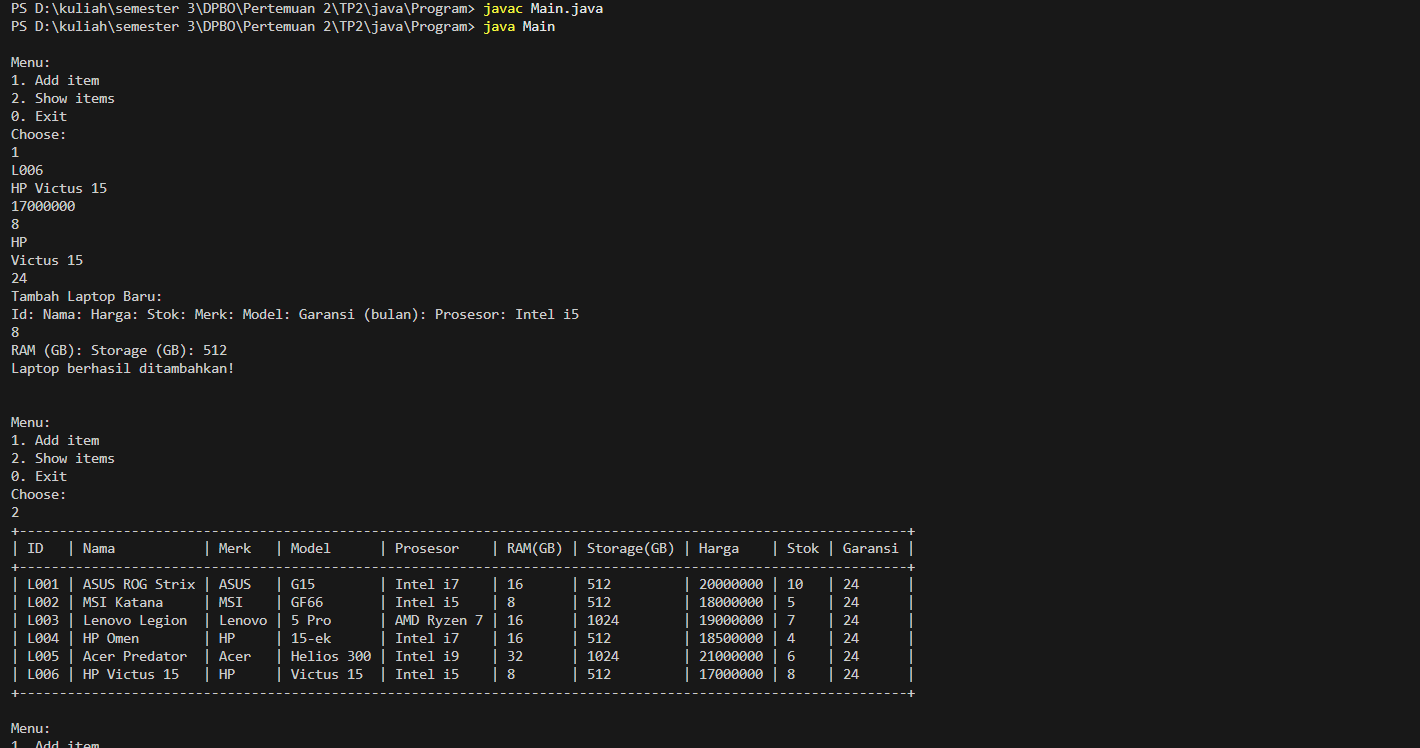 PS D:\kuliah\semester 3\DPBO\Pertemuan 2\TP2\java\Program> javac Main.java
PS D:\kuliah\semester 3\DPBO\Pertemuan 2\TP2\java\Program> java Main
Menu:
1. Add item
2. Show items
0. Exit
Choose:
1
L006
HP Victus 15
17000000
8
HP
Victus 15
24
Tambah Laptop Baru:
Id: Nama: Harga: Stok: Merk: Model: Garansi (bulan): Prosesor: Intel i5
8
RAM (GB): Storage (GB): 512
Laptop berhasil ditambahkan!
Menu:
1. Add item
2. Show items
0. Exit
Choose:
2
+---------------------------------------------------------------------------------------------------------------+
| ID   | Nama           | Merk   | Model      | Prosesor    | RAM(GB) | Storage(GB) | Harga    | Stok | Garansi |
+---------------------------------------------------------------------------------------------------------------+
| L001 | ASUS ROG Strix | ASUS   | G15        | Intel i7    | 16      | 512         | 20000000 | 10   | 24      |
| L002 | MSI Katana     | MSI    | GF66       | Intel i5    | 8       | 512         | 18000000 | 5    | 24      |
| L003 | Lenovo Legion  | Lenovo | 5 Pro      | AMD Ryzen 7 | 16      | 1024        | 19000000 | 7    | 24      |
| L004 | HP Omen        | HP     | 15-ek      | Intel i7    | 16      | 512         | 18500000 | 4    | 24      |
| L005 | Acer Predator  | Acer   | Helios 300 | Intel i9    | 32      | 1024        | 21000000 | 6    | 24      |
| L006 | HP Victus 15   | HP     | Victus 15  | Intel i5    | 8       | 512         | 17000000 | 8    | 24      |
+---------------------------------------------------------------------------------------------------------------+
Menu:
1. Add item